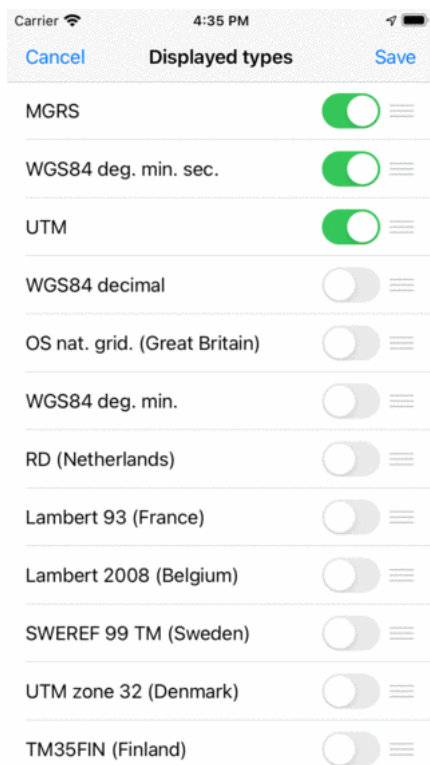 Carrier 4:35 PM
Cancel Displayed types Save
MGRS
WGS84 deg. min. sec.
UTM
WGS84 decimal
OS nat. grid. (Great Britain)
WGS84 deg. min.
RD (Netherlands)
Lambert 93 (France)
Lambert 2008 (Belgium)
SWEREF 99 TM (Sweden)
UTM zone 32 (Denmark)
TM35FIN (Finland)